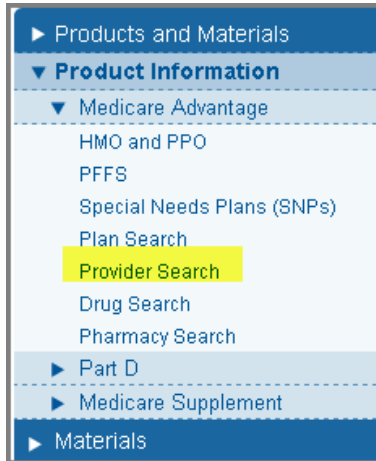 Products and Materials
Product Information
Medicare Advantage
HMO and PPO
PFFS
Special Needs Plans (SNPs)
Plan Search
Provider Search
Drug Search
Pharmacy Search
Part D
Medicare Supplement
Materials